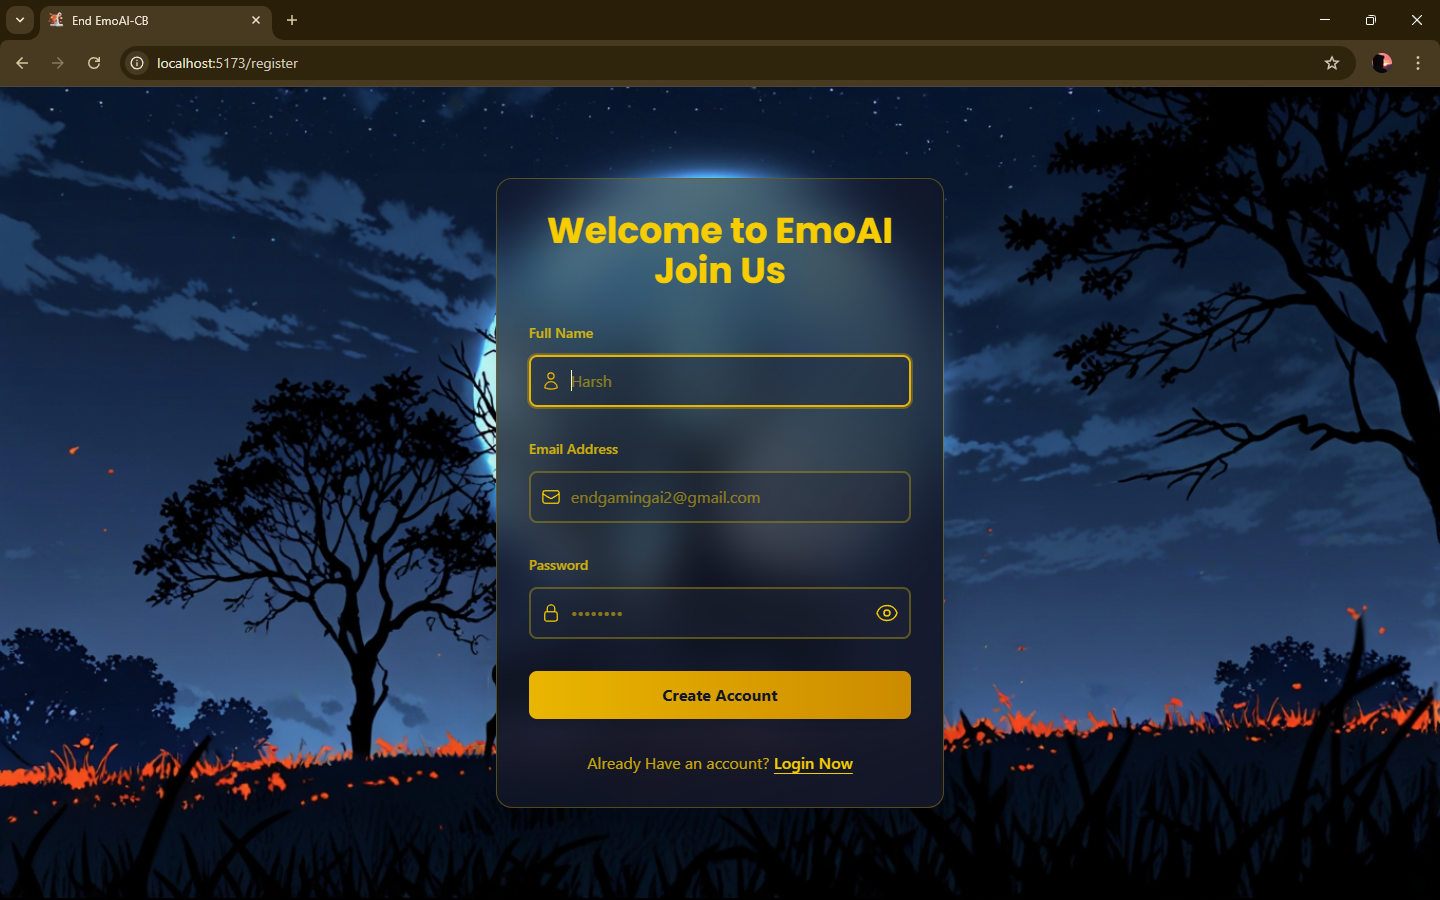 End EmoAI-CB
localhost:5173/register
Welcome to EmoAI
Join Us
Full Name
Harsh
Email Address
endgamingai2@gmail.com
Password
••••••••
Create Account
Already Have an account? Login Now